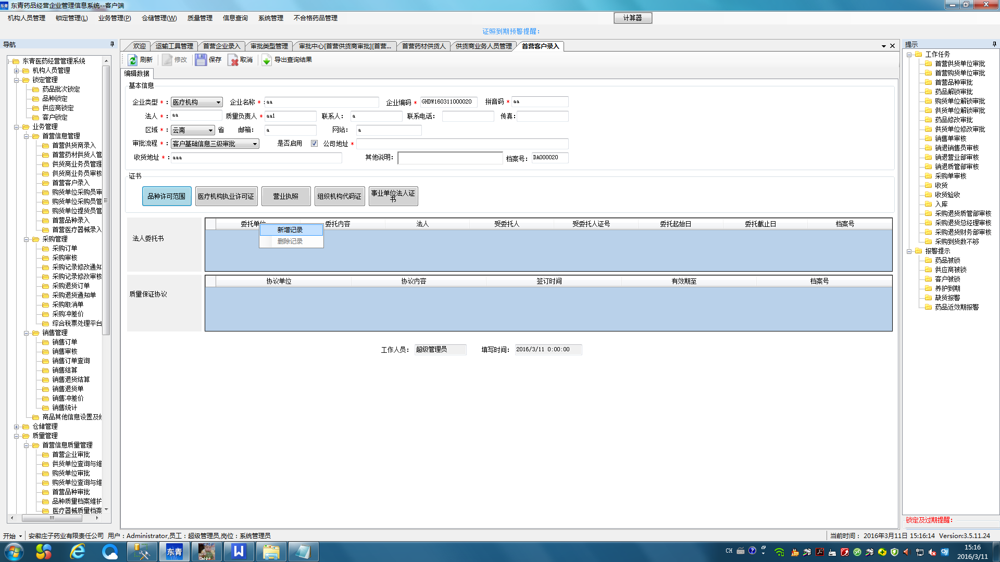 东青药品经营企业管理信息系统--客户端
机构人员管理 锁定管理(L) 业务管理(P) 仓储管理(W) 质量管理 信息查询 系统管理 不合格药品管理 计算器
证照到期预警提醒:
导航
东青医药经营管理系统
机构人员管理
锁定管理
药品批次锁定
品种锁定
供应商锁定
客户锁定
业务管理
首营信息管理
首营供货商录入
首营药材供货人管
供货商业务员管理
供货商业务员审核
首营客户录入
购货单位采购员审
购货单位采购员管
购货单位提货员管
首营品种录入
首营医疗器械录入
采购管理
采购订单
采购审核
采购记录修改通知
采购记录修改审核
采购退货订单
采购退货通知单
采购取消单
采购冲差价
综合税票处理平台
销售管理
销售订单
销售审核
销售订单查询
销售结算
销售退货结算
销售退货单
销售冲差价
销售统计
商品其他信息设置及
仓储管理
质量管理
首营信息质量管理
首营企业审批
供货单位查询与维
购货单位审批
购货单位查询与维
首营品种审批
品种质量档案维护
医疗器械质量档案
欢迎 运输工具管理 首营企业录入 审批类型管理 审批中心[首营供货商审批][首营... 首营药材供货人 供货商业务人员管理 首营客户录入
刷新 修改 保存 取消 导出查询结果
编辑数据
基本信息
企业类型 * : 医疗机构 企业名称 * : aa 企业编码 * GHDW160311000020 拼音码 * aa
法人 * : aa 质量负责人 * aa1 联系人: a 联系电话: 传真:
区域 * : 云南 省 邮箱: a 网站: a
审批流程 * : 客户基础信息三级审批 是否启用 公司地址 *
收货地址 * : aaa 其他说明: 档案号: DA000020
证书
品种许可范围 医疗机构执业许可证 营业执照 组织机构代码证 事业单位法人证书
法人委托书
委托单位 委托内容 法人 受委托人 受委托人证号 委托起始日 委托截止日 档案号
新增记录
删除记录
质量保证协议
协议单位 协议内容 签订时间 有效期至 档案号
工作人员: 超级管理员 填写时间: 2016/3/11 0:00:00
提示
工作任务
首营供货单位审批
首营购货单位审批
首营品种审批
药品解锁审批
购货单位解锁审批
供货单位解锁审批
药品修改审批
供货单位修改审批
销售单审核
销退销售员审核
销退营业部审核
销退质管部审核
采购单审核
收货
收货验收
入库
采购退货质管部审核
采购退货总经理审核
采购退货财务部审核
采购到货数不够
报警提示
药品被锁
供应商被锁
客户被锁
养护到期
缺货报警
药品近效期报警
锁定及过期提醒:
开始 安徽庄子药业有限责任公司 用户：Administrator,员工：超级管理员,岗位：系统管理员 当前时间： 2016年3月11日 15:16:14 Version:3.5.11.24
东青 CH 15:16
2016/3/11